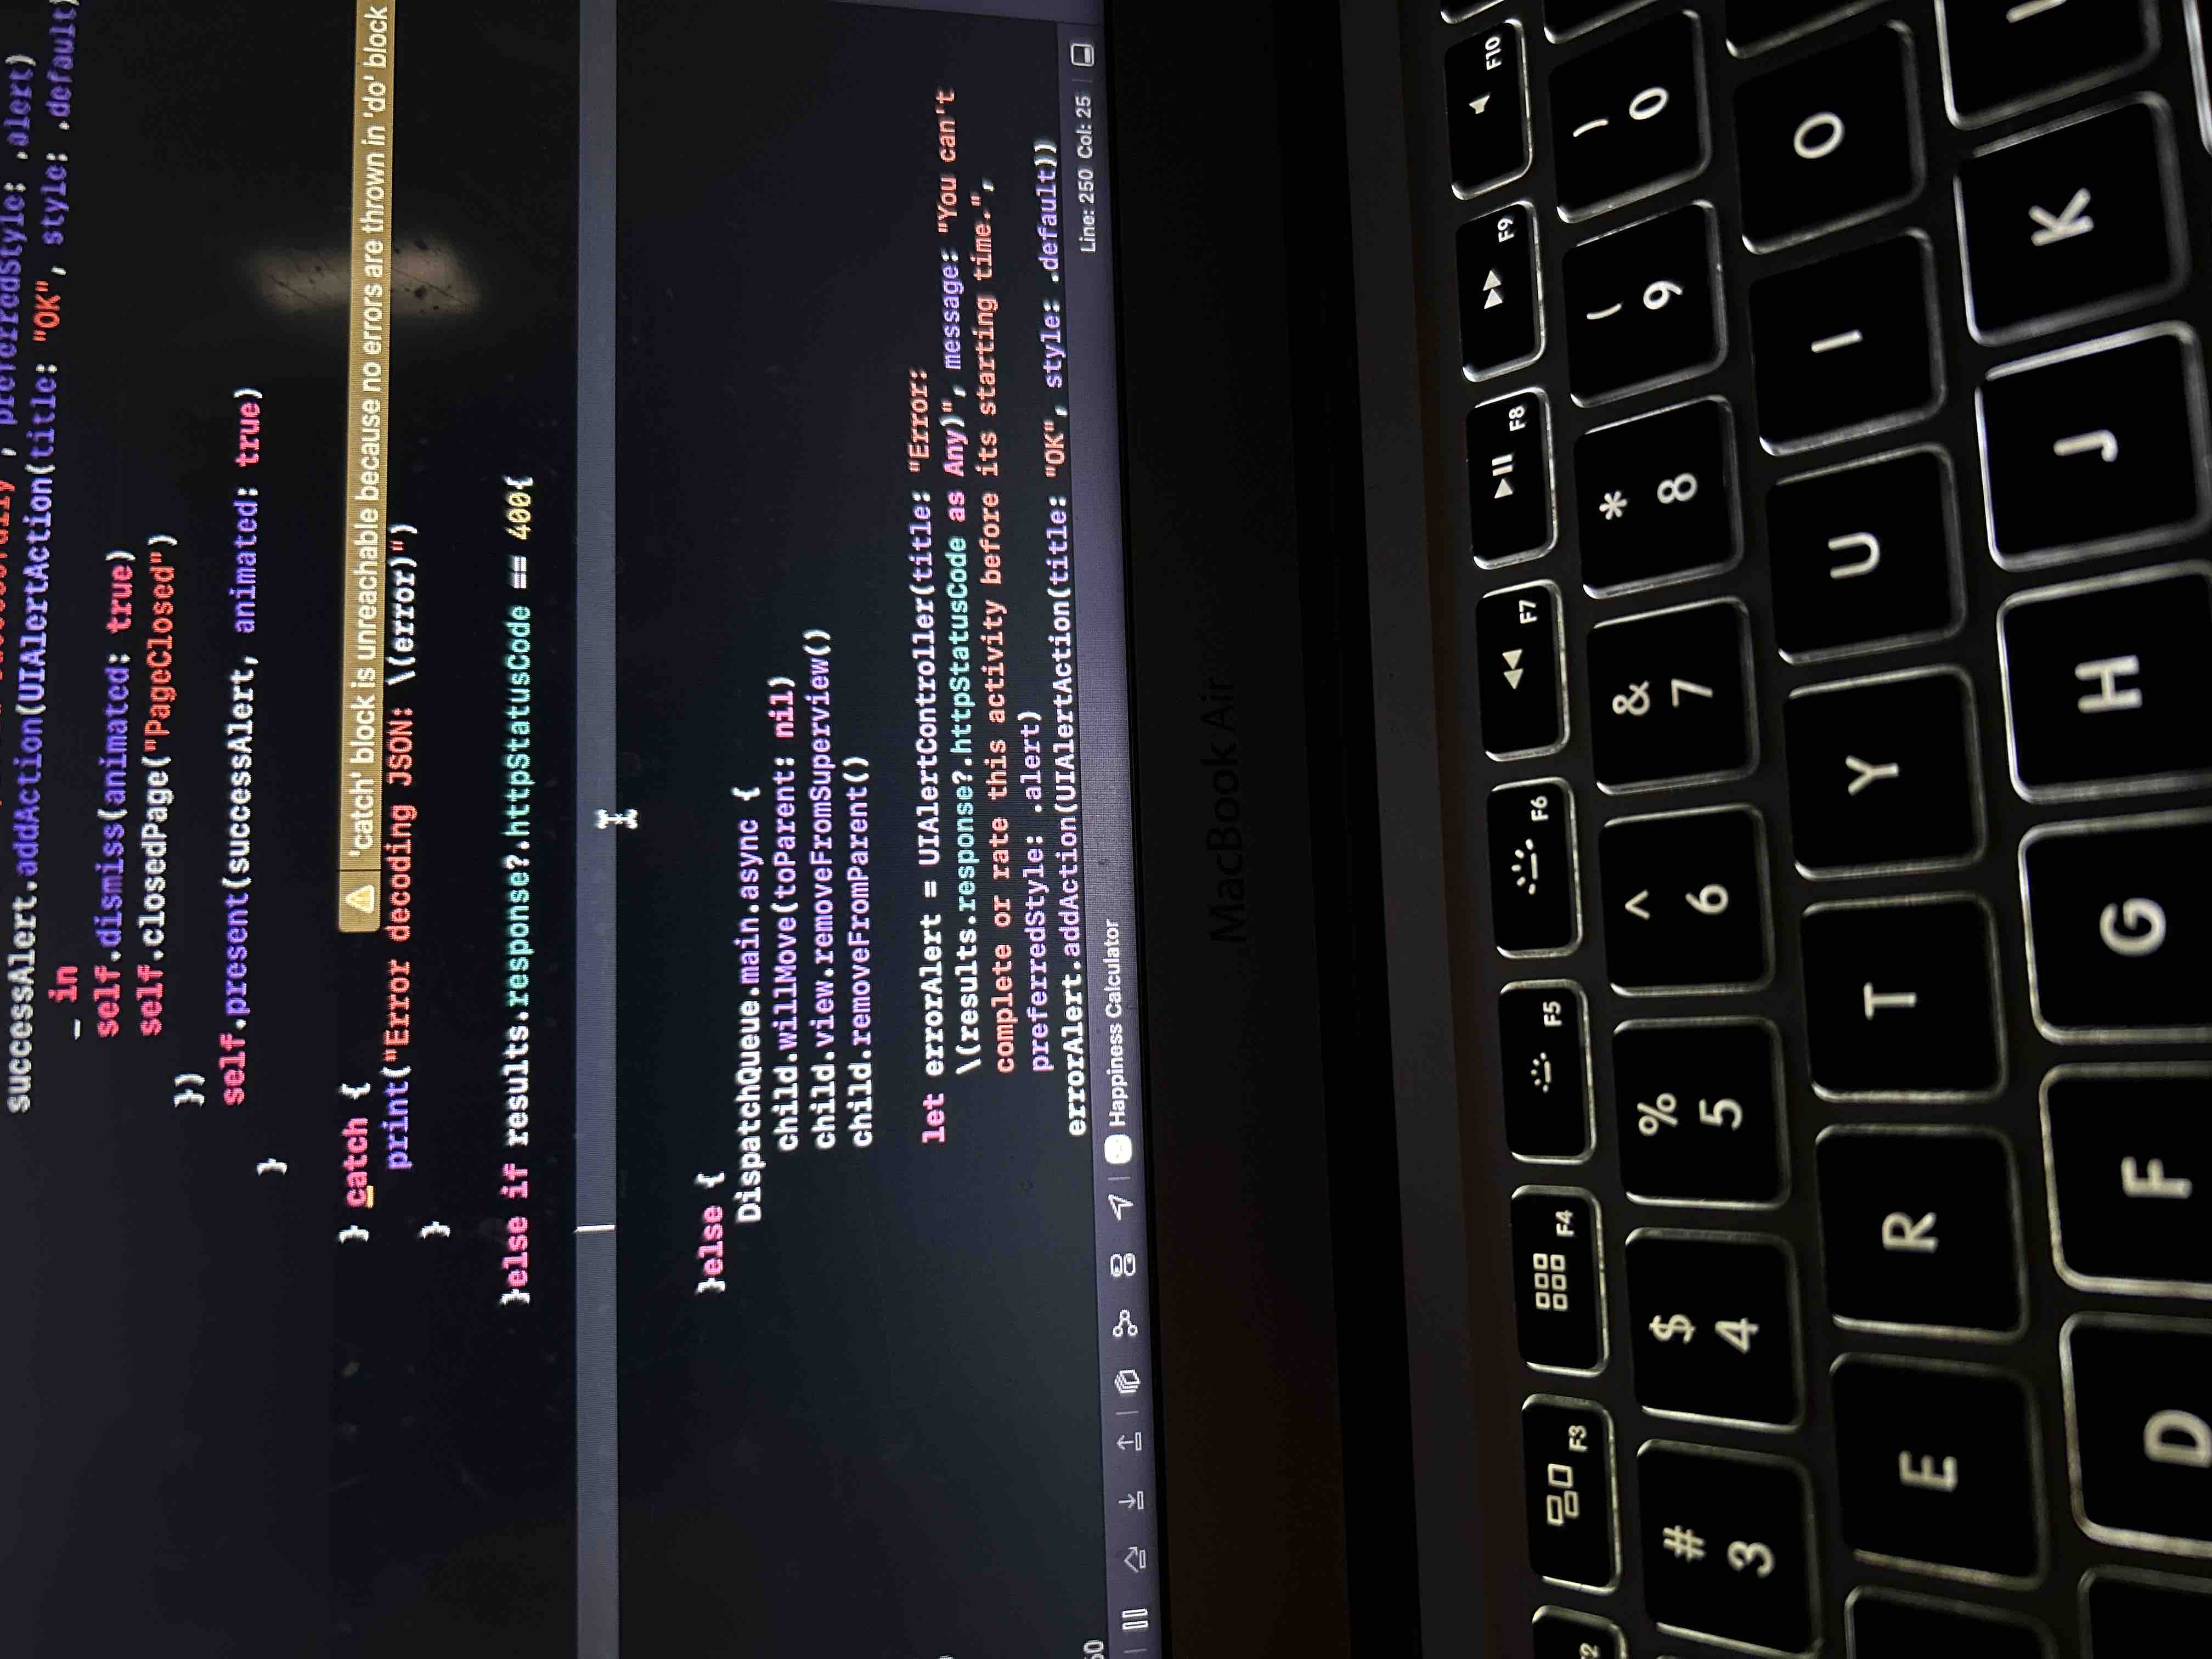 successfully", preferredStyle: .alert)
successAlert.addAction(UIAlertAction(title: "OK", style: .default)
_ in
self.dismiss(animated: true)
self.closedPage("PageClosed")
})
self.present(successAlert, animated: true)
}
} catch {
'catch' block is unreachable because no errors are thrown in 'do' block
print("Error decoding JSON: \(error)")
}
}else if results.response?.httpStatusCode == 400{
}else {
DispatchQueue.main.async {
child.willMove(toParent: nil)
child.view.removeFromSuperview()
child.removeFromParent()
let errorAlert = UIAlertController(title: "Error:
\(results.response?.httpStatusCode as Any)", message: "You can't
complete or rate this activity before its starting time.",
preferredStyle: .alert)
errorAlert.addAction(UIAlertAction(title: "OK", style: .default))
Line: 250 Col: 25
Happiness Calculator
MacBook Air
F3 F4 F5 F6 F7 F8 F9 F10
# $ % ^ & * ( )
3 4 5 6 7 8 9 0
E R T Y U I O
D F G H J K